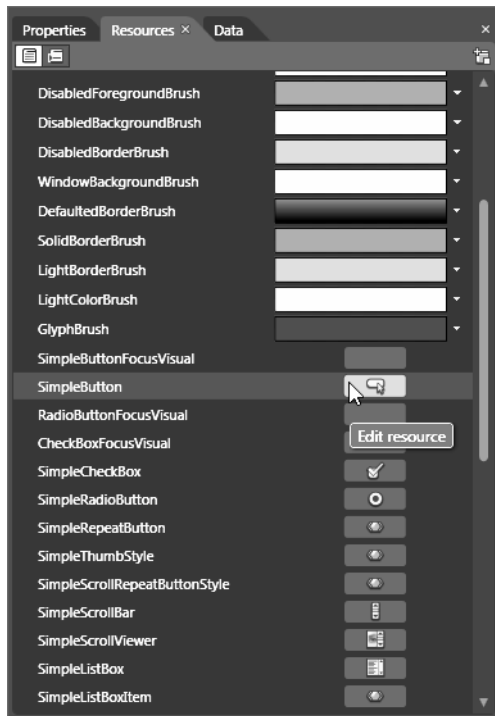 Properties Resources × Data ×
DisabledForegroundBrush
DisabledBackgroundBrush
DisabledBorderBrush
WindowBackgroundBrush
DefaultedBorderBrush
SolidBorderBrush
LightBorderBrush
LightColorBrush
GlyphBrush
SimpleButtonFocusVisual
SimpleButton
RadioButtonFocusVisual
Edit resource
CheckBoxFocusVisual
SimpleCheckBox
SimpleRadioButton
SimpleRepeatButton
SimpleThumbStyle
SimpleScrollRepeatButtonStyle
SimpleScrollBar
SimpleScrollViewer
SimpleListBox
SimpleListBoxItem